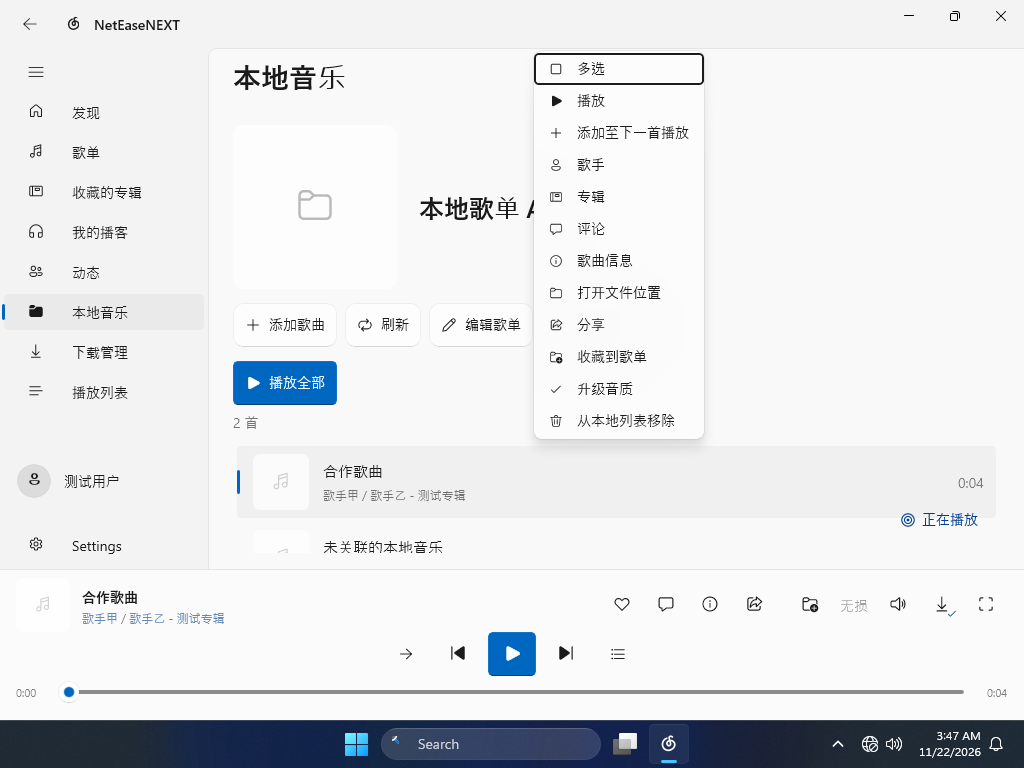 NetEaseNEXT
发现
歌单
收藏的专辑
我的播客
动态
本地音乐
下载管理
播放列表
测试用户
Settings
本地音乐
本地歌单
添加歌曲
刷新
编辑歌单
播放全部
2 首
多选
播放
添加至下一首播放
歌手
专辑
评论
歌曲信息
打开文件位置
分享
收藏到歌单
升级音质
从本地列表移除
合作歌曲
歌手甲 / 歌手乙 - 测试专辑
0:04
正在播放
未关联的本地音乐
合作歌曲
歌手甲 / 歌手乙 - 测试专辑
无损
0:00
0:04
Search
3:47 AM
11/22/2026